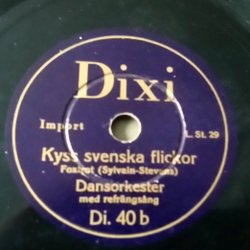 Dixi
Import
L. St. 29
Kyss svenska flickor
Foxtrot (Sylvain-Stevens)
Dansorkester
med refrängsång
Di. 40 b